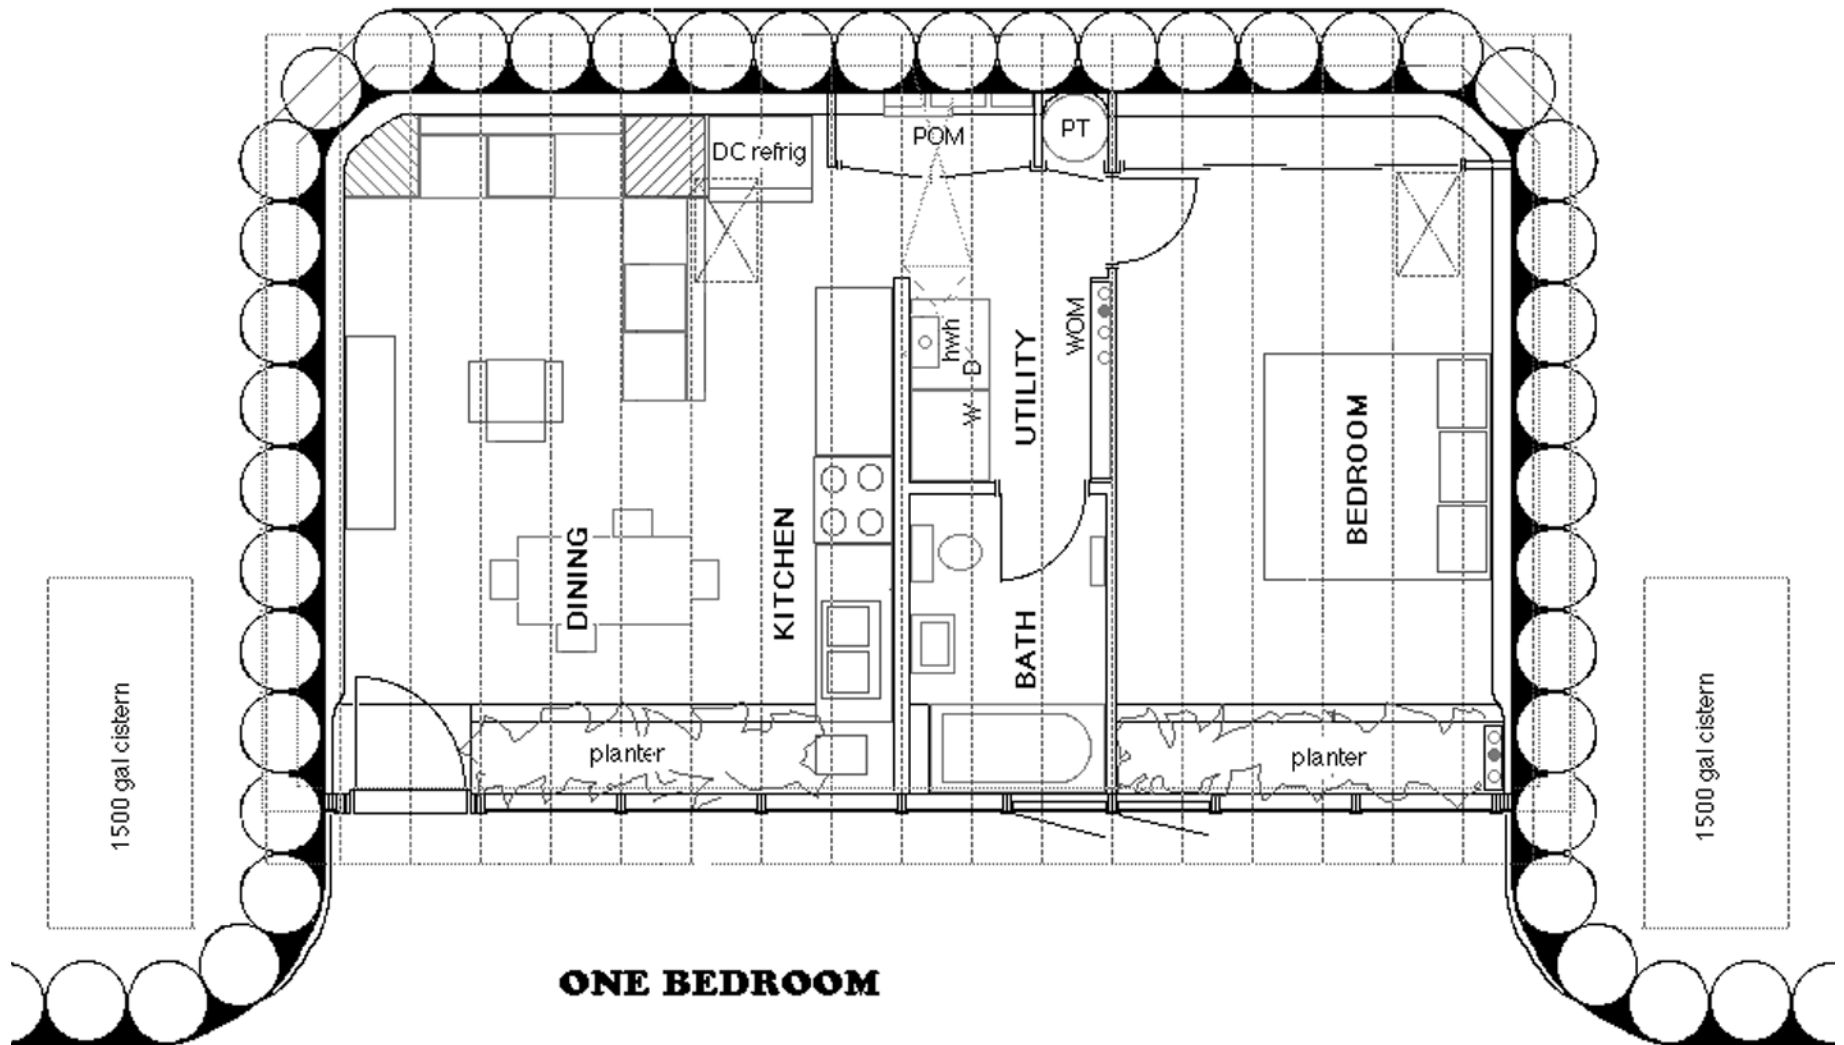 POM
PT
DC refrig
hwh
D
W
WOM
UTILITY
BEDROOM
DINING
KITCHEN
BATH
planter
planter
1500 gal cistern
1500 gal cistern
ONE BEDROOM